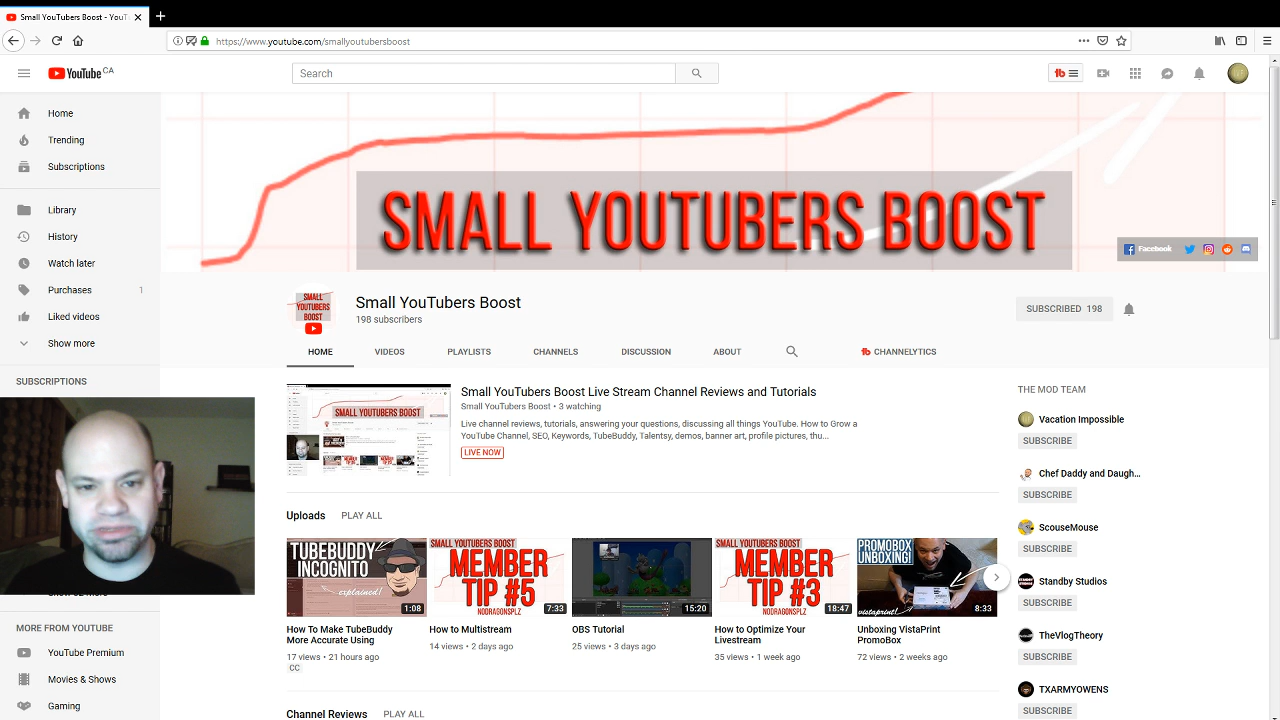 Small YouTubers Boost - YouT
https://www.youtube.com/smallyoutubersboost
YouTube CA
Search
Home
Trending
Subscriptions
Library
History
Watch later
Purchases 1
Liked videos
Show more
SUBSCRIPTIONS
MORE FROM YOUTUBE
YouTube Premium
Movies & Shows
Gaming
SMALL YOUTUBERS BOOST
Facebook
SMALL
YOUTUBERS
BOOST
Small YouTubers Boost
198 subscribers
SUBSCRIBED 198
HOME VIDEOS PLAYLISTS CHANNELS DISCUSSION ABOUT tb CHANNELYTICS
SMALL YOUTUBERS BOOST
Small YouTubers Boost Live Stream Channel Reviews and Tutorials
Small YouTubers Boost • 3 watching
Live channel reviews, tutorials, answering your questions, discussing all things YouTube. How to Grow a
YouTube Channel, SEO, Keywords, TubeBuddy, Talentsy, demos, banner art, profile pictures, thu...
LIVE NOW
Uploads PLAY ALL
TUBEBUDDY
INCOGNITO
explained!
1:08
How To Make TubeBuddy
More Accurate Using
17 views • 21 hours ago
CC
SMALL YOUTUBERS BOOST
MEMBER
TIP #5
NODRAGONSPLZ
7:33
How to Multistream
14 views • 2 days ago
15:20
OBS Tutorial
25 views • 3 days ago
SMALL YOUTUBERS BOOST
MEMBER
TIP #3
NODRAGONSPLZ
18:47
How to Optimize Your
Livestream
35 views • 1 week ago
PROMOBOX
UNBOXING!
vistaprint!
8:33
Unboxing VistaPrint
PromoBox
72 views • 2 weeks ago
Channel Reviews PLAY ALL
THE MOD TEAM
Vacation Impossible
SUBSCRIBE
Chef Daddy and Daugh...
SUBSCRIBE
ScouseMouse
SUBSCRIBE
Standby Studios
SUBSCRIBE
TheVlogTheory
SUBSCRIBE
TXARMYOWENS
SUBSCRIBE